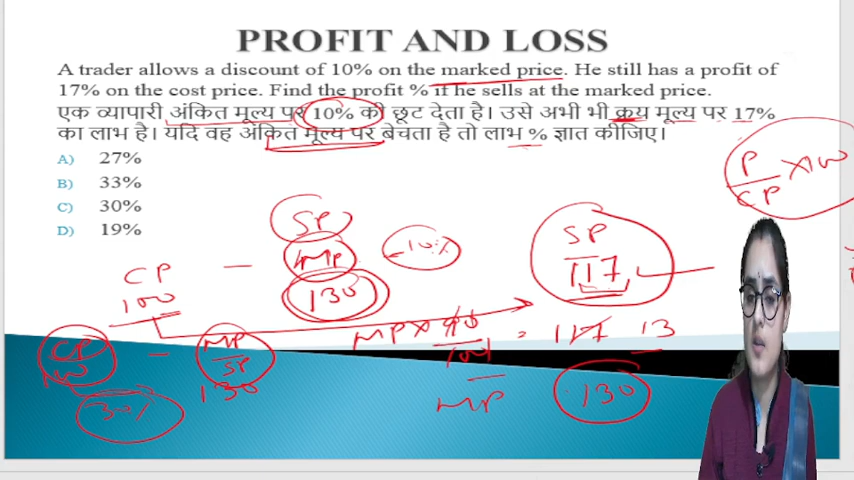 PROFIT AND LOSS
A trader allows a discount of 10% on the marked price. He still has a profit of
17% on the cost price. Find the profit % if he sells at the marked price.
एक व्यापारी अंकित मूल्य पर 10% की छूट देता है। उसे अभी भी क्रय मूल्य पर 17%
का लाभ है। यदि वह अंकित मूल्य पर बेचता है तो लाभ % ज्ञात कीजिए।
A) 27%
B) 33%
C) 30%
D) 19%
P/CP × 100
SP
CP 100 — MP 130 -10%
SP 117
CP 100 — MP SP 130
MP × 90/100 = 117 13
30%
MP 130